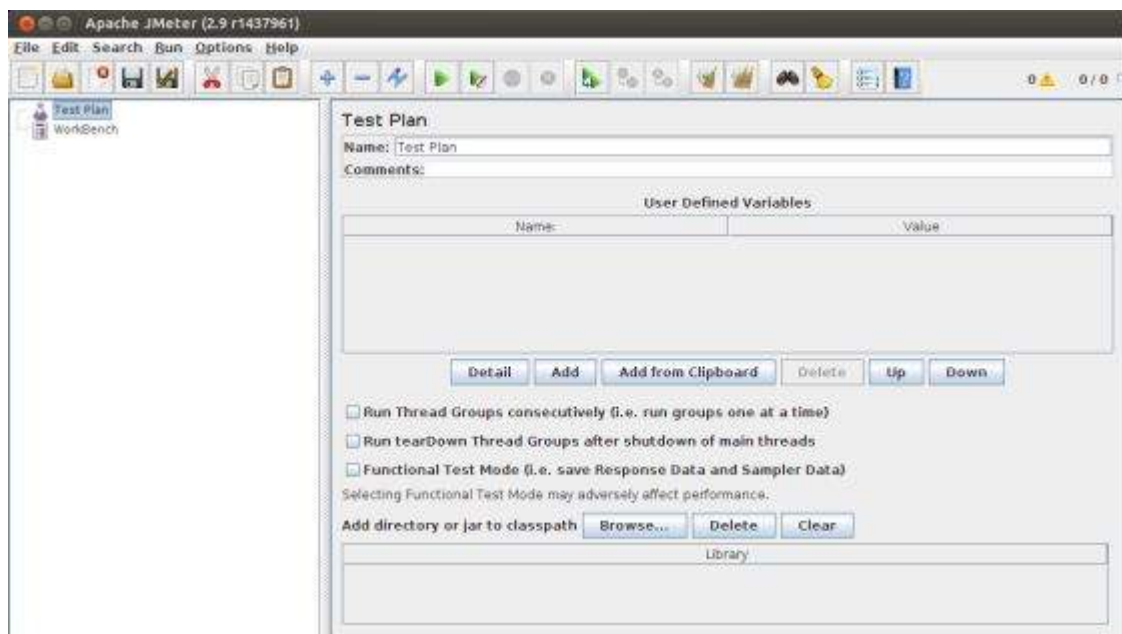 Apache JMeter (2.9 r1437961)
File Edit Search Run Options Help
0 0 / 0
Test Plan
WorkBench
Test Plan
Name: Test Plan
Comments:
User Defined Variables
Name: Value
Detail Add Add from Clipboard Delete Up Down
Run Thread Groups consecutively (i.e. run groups one at a time)
Run tearDown Thread Groups after shutdown of main threads
Functional Test Mode (i.e. save Response Data and Sampler Data)
Selecting Functional Test Mode may adversely affect performance.
Add directory or jar to classpath Browse... Delete Clear
Library